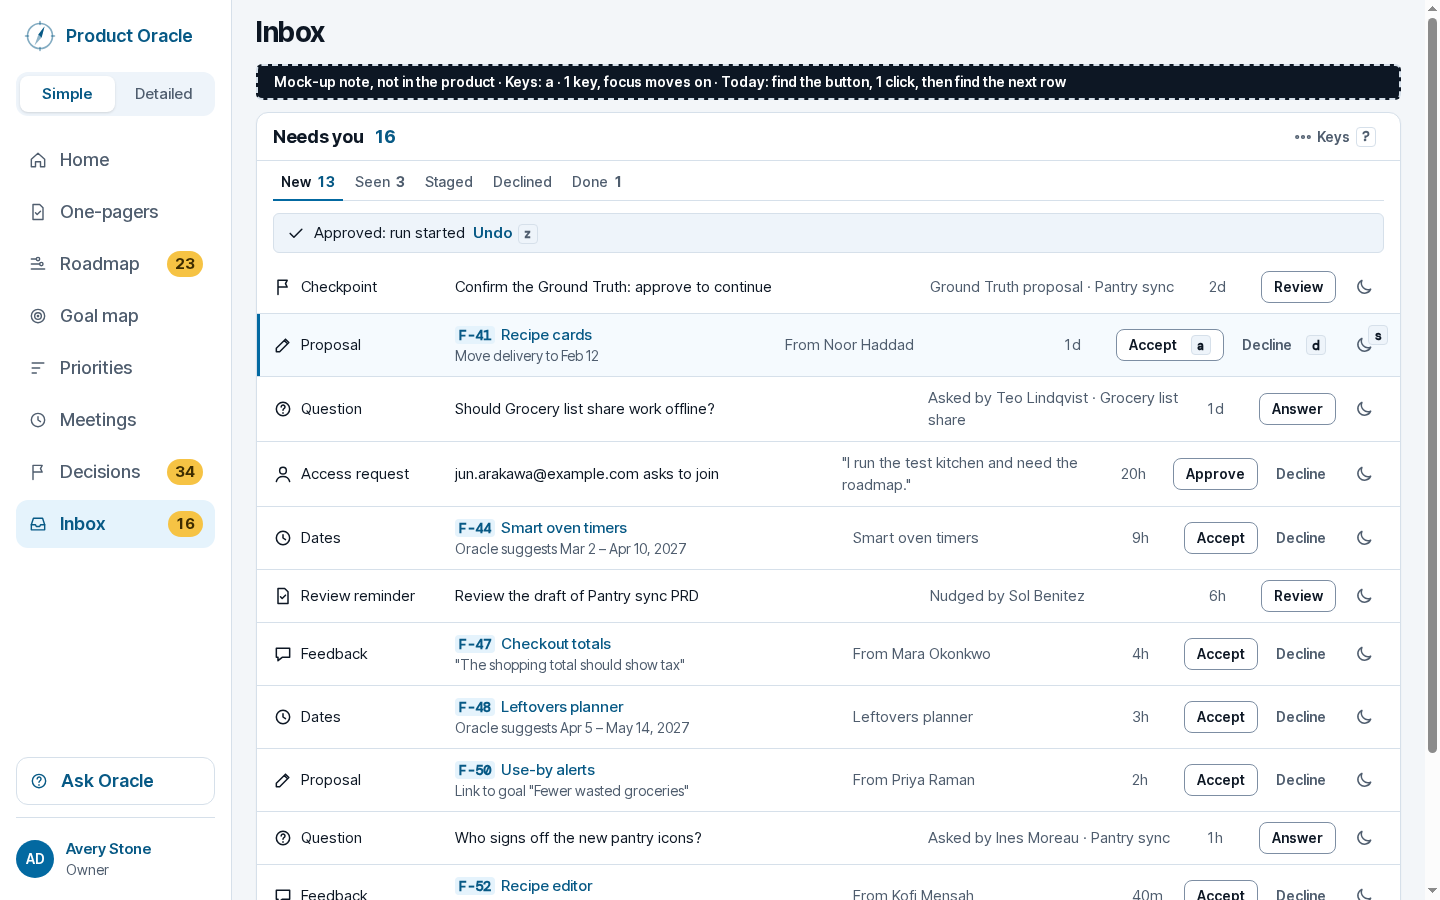 Product Oracle
Simple
Detailed
Home
One-pagers
Roadmap 23
Goal map
Priorities
Meetings
Decisions 34
Inbox 16
Ask Oracle
AD
Avery Stone
Owner
Inbox
Mock-up note, not in the product · Keys: a · 1 key, focus moves on · Today: find the button, 1 click, then find the next row
Needs you 16
••• Keys ?
New 13 Seen 3 Staged Declined Done 1
Approved: run started Undo z
Checkpoint Confirm the Ground Truth: approve to continue Ground Truth proposal · Pantry sync 2d Review
Proposal F-41 Recipe cards From Noor Haddad 1d Accept a Decline d s
Move delivery to Feb 12
Question Should Grocery list share work offline? Asked by Teo Lindqvist · Grocery list 1d Answer
share
Access request jun.arakawa@example.com asks to join "I run the test kitchen and need the 20h Approve Decline
roadmap."
Dates F-44 Smart oven timers Smart oven timers 9h Accept Decline
Oracle suggests Mar 2 – Apr 10, 2027
Review reminder Review the draft of Pantry sync PRD Nudged by Sol Benitez 6h Review
Feedback F-47 Checkout totals From Mara Okonkwo 4h Accept Decline
"The shopping total should show tax"
Dates F-48 Leftovers planner Leftovers planner 3h Accept Decline
Oracle suggests Apr 5 – May 14, 2027
Proposal F-50 Use-by alerts From Priya Raman 2h Accept Decline
Link to goal "Fewer wasted groceries"
Question Who signs off the new pantry icons? Asked by Ines Moreau · Pantry sync 1h Answer
Feedback F-52 Recipe editor From Kofi Mensah 40m Accept Decline